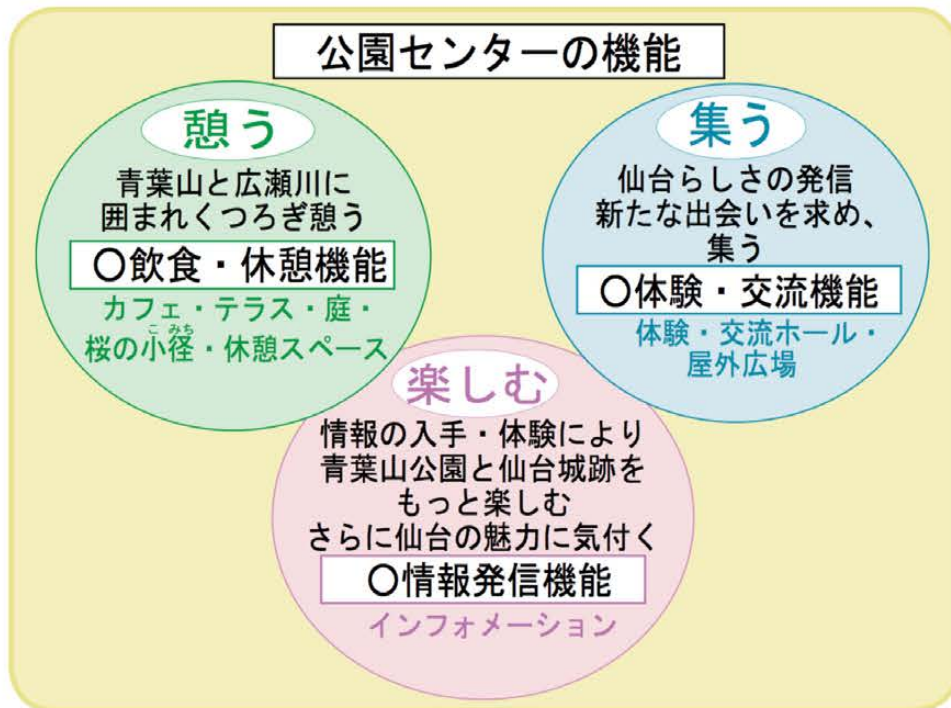 公園センターの機能
憩う
青葉山と広瀬川に
囲まれくつろぎ憩う
〇飲食・休憩機能
カフェ・テラス・庭・
こみち
桜の小径・休憩スペース
集う
仙台らしさの発信
新たな出会いを求め、
集う
〇体験・交流機能
体験・交流ホール・
屋外広場
楽しむ
情報の入手・体験により
青葉山公園と仙台城跡を
もっと楽しむ
さらに仙台の魅力に気付く
〇情報発信機能
インフォメーション